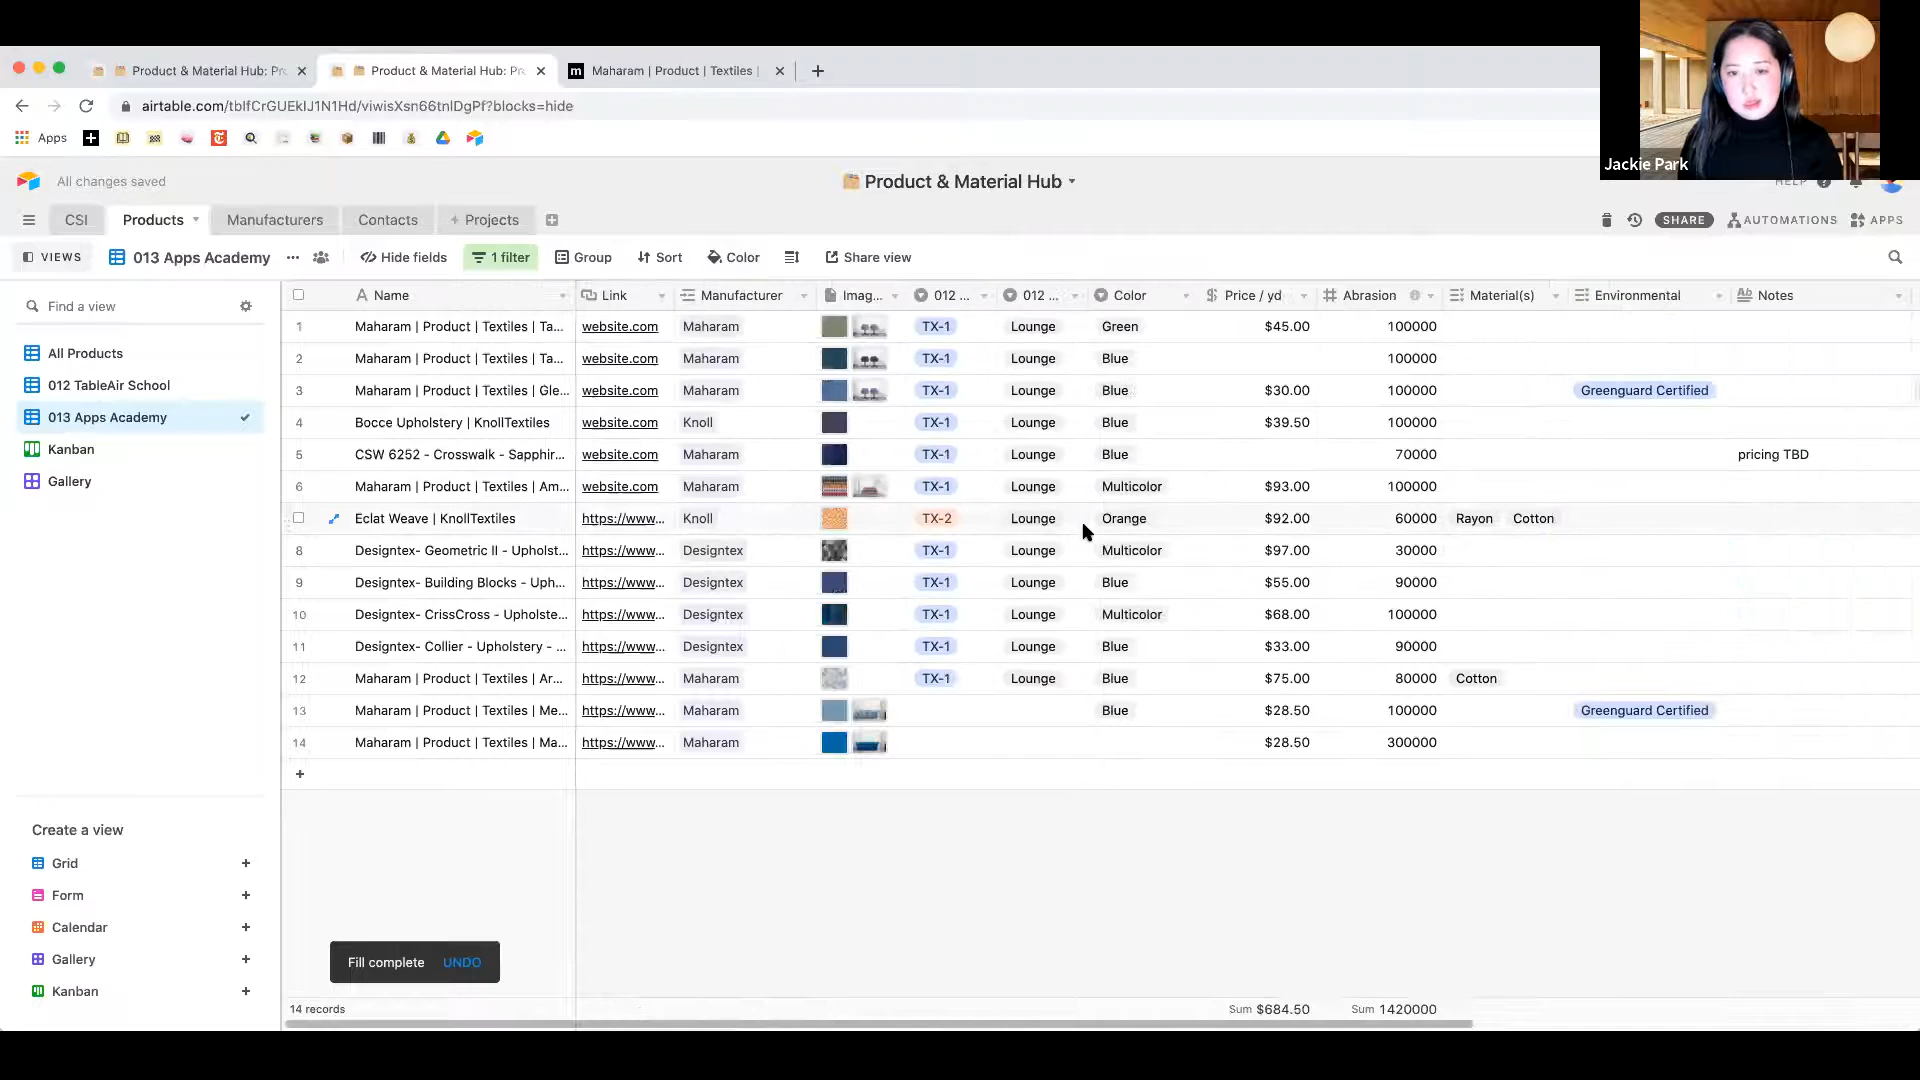 Product & Material Hub: Pr
Product & Material Hub: Pr
m Maharam | Product | Textiles |
airtable.com/tblfCrGUEkIJ1N1Hd/viwisXsn66tnlDgPf?blocks=hide
Apps
Jackie Park
All changes saved
Product & Material Hub
HELP
CSI Products Manufacturers Contacts + Projects
SHARE AUTOMATIONS APPS
VIEWS 013 Apps Academy ... Hide fields 1 filter Group Sort Color Share view
Find a view
All Products
012 TableAir School
013 Apps Academy
Kanban
Gallery
Create a view
Grid +
Form +
Calendar +
Gallery +
Kanban +
Name Link Manufacturer Imag... 012 ... 012 ... Color Price / yd Abrasion Material(s) Environmental Notes
1 Maharam | Product | Textiles | Ta... website.com Maharam TX-1 Lounge Green $45.00 100000
2 Maharam | Product | Textiles | Ta... website.com Maharam TX-1 Lounge Blue 100000
3 Maharam | Product | Textiles | Gle... website.com Maharam TX-1 Lounge Blue $30.00 100000 Greenguard Certified
4 Bocce Upholstery | KnollTextiles website.com Knoll TX-1 Lounge Blue $39.50 100000
5 CSW 6252 - Crosswalk - Sapphir... website.com Maharam TX-1 Lounge Blue 70000 pricing TBD
6 Maharam | Product | Textiles | Am... website.com Maharam TX-1 Lounge Multicolor $93.00 100000
Eclat Weave | KnollTextiles https://www... Knoll TX-2 Lounge Orange $92.00 60000 Rayon Cotton
8 Designtex- Geometric II - Upholst... https://www... Designtex TX-1 Lounge Multicolor $97.00 30000
9 Designtex- Building Blocks - Uph... https://www... Designtex TX-1 Lounge Blue $55.00 90000
10 Designtex- CrissCross - Upholste... https://www... Designtex TX-1 Lounge Multicolor $68.00 100000
11 Designtex- Collier - Upholstery - ... https://www... Designtex TX-1 Lounge Blue $33.00 90000
12 Maharam | Product | Textiles | Ar... https://www... Maharam TX-1 Lounge Blue $75.00 80000 Cotton
13 Maharam | Product | Textiles | Me... https://www... Maharam Blue $28.50 100000 Greenguard Certified
14 Maharam | Product | Textiles | Ma... https://www... Maharam $28.50 300000
+
Fill complete UNDO
14 records Sum $684.50 Sum 1420000